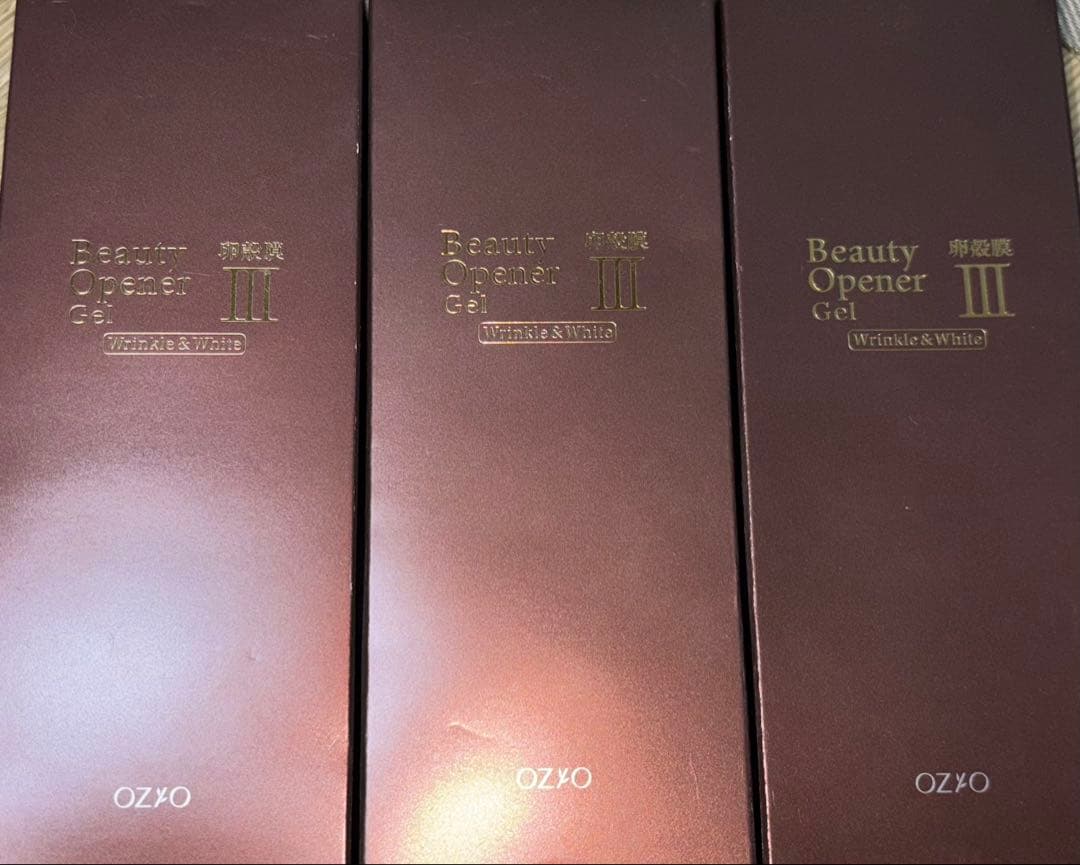 Beauty
Opener
Gel
卵殻膜
III
Wrinkle&White
OZIO
Beauty
Opener
Gel
卵殻膜
III
Wrinkle&White
OZIO
Beauty
Opener
Gel
卵殻膜
III
Wrinkle&White
OZIO